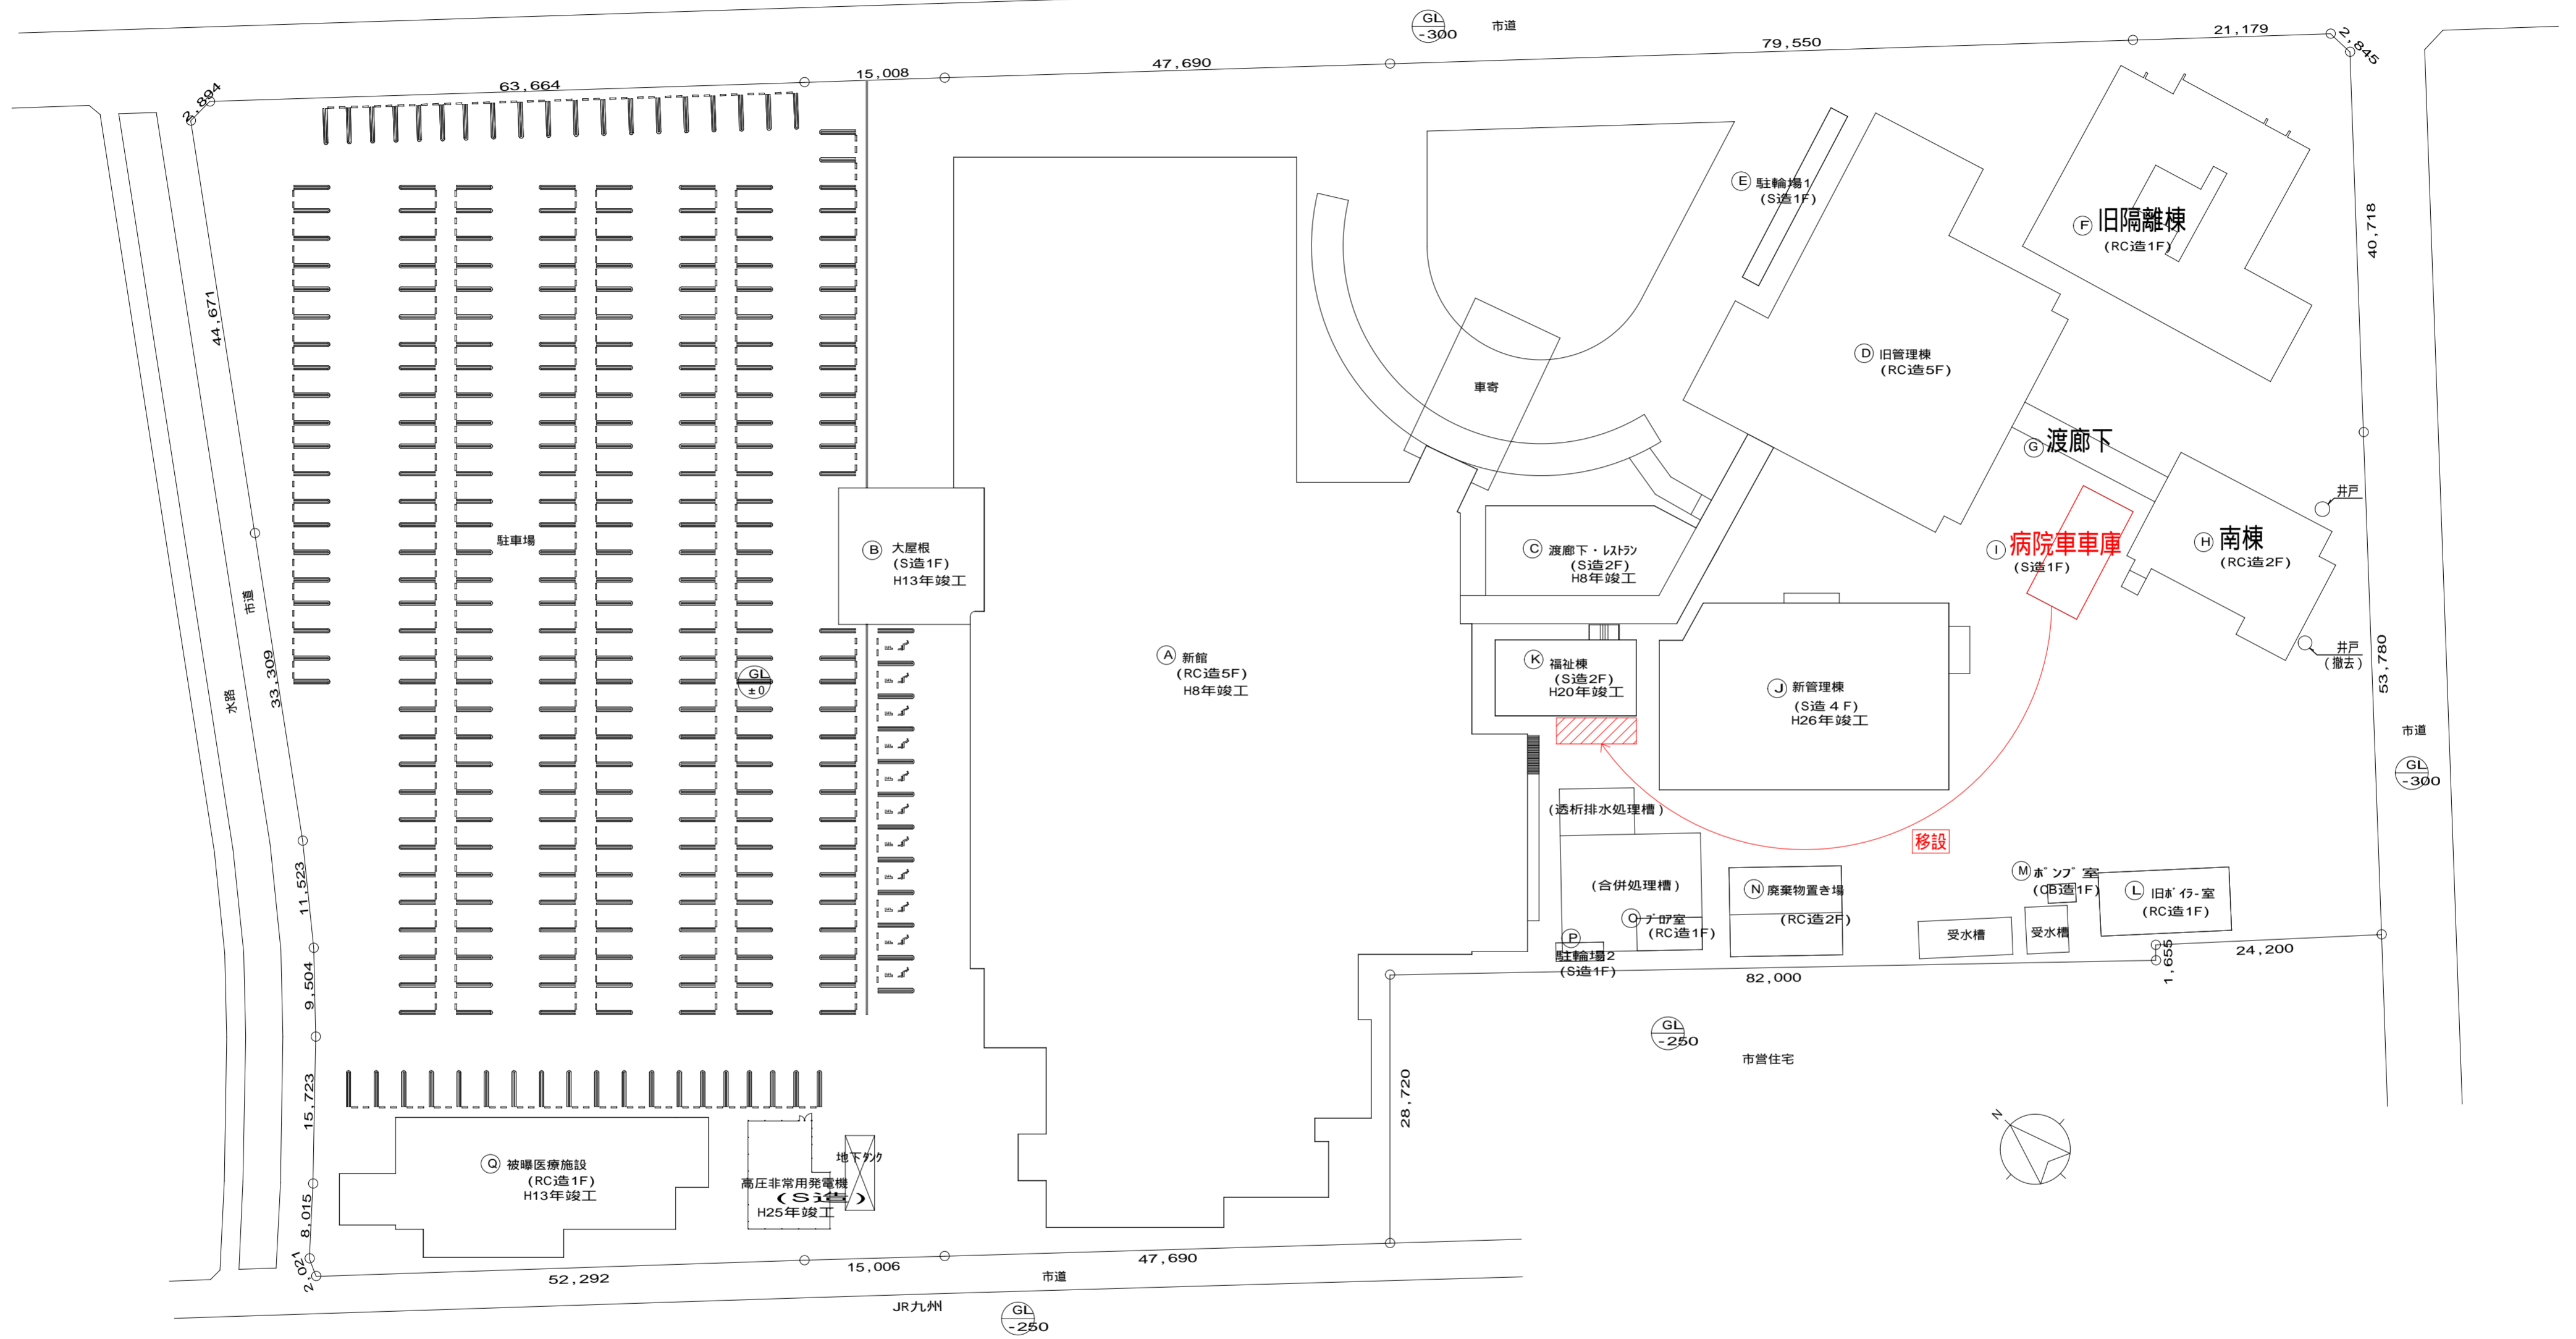 GL
-300
市道
2,894
63,664
15,008
47,690
79,550
21,179
2,845
44,671
33,309
11,523
9,504
15,723
8,015
2,021
市道
水路
駐車場
GL
±0
B 大屋根
(S造1F)
H13年竣工
A 新館
(RC造5F)
H8年竣工
車寄
E 駐輪場1
(S造1F)
D 旧管理棟
(RC造5F)
F 旧隔離棟
(RC造1F)
G 渡廊下
C 渡廊下・ﾚｽﾄﾗﾝ
(S造2F)
H8年竣工
I 病院車車庫
(S造1F)
H 南棟
(RC造2F)
井戸
井戸
(撤去)
K 福祉棟
(S造2F)
H20年竣工
J 新管理棟
(S造４F)
H26年竣工
移設
40,718
53,780
市道
GL
-300
(透析排水処理槽)
(合併処理槽)
N 廃棄物置き場
(RC造2F)
O ﾌﾞﾛｱ室
(RC造1F)
P
駐輪場2
(S造1F)
M ﾎﾟﾝﾌﾟ室
(CB造1F)
L 旧ﾎﾞｲﾗｰ室
(RC造1F)
受水槽
受水槽
82,000
1,655
24,200
28,720
GL
-250
市営住宅
N
Q 被曝医療施設
(RC造1F)
H13年竣工
高圧非常用発電機
(S造)
H25年竣工
地下ﾀﾝｸ
52,292
15,006
47,690
市道
JR九州
GL
-250